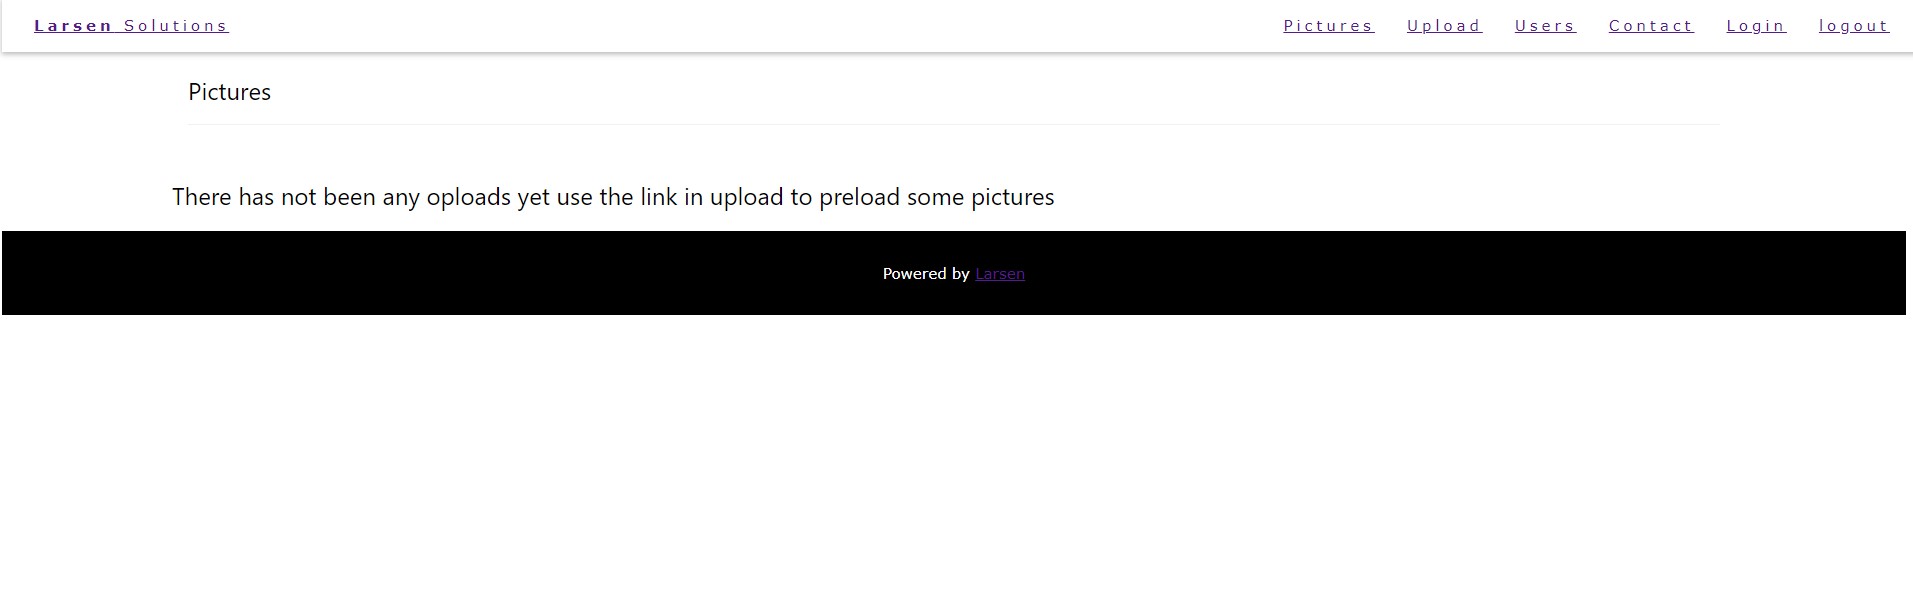 Larsen Solutions Pictures Upload Users Contact Login logout
Pictures
There has not been any oploads yet use the link in upload to preload some pictures
Powered by Larsen